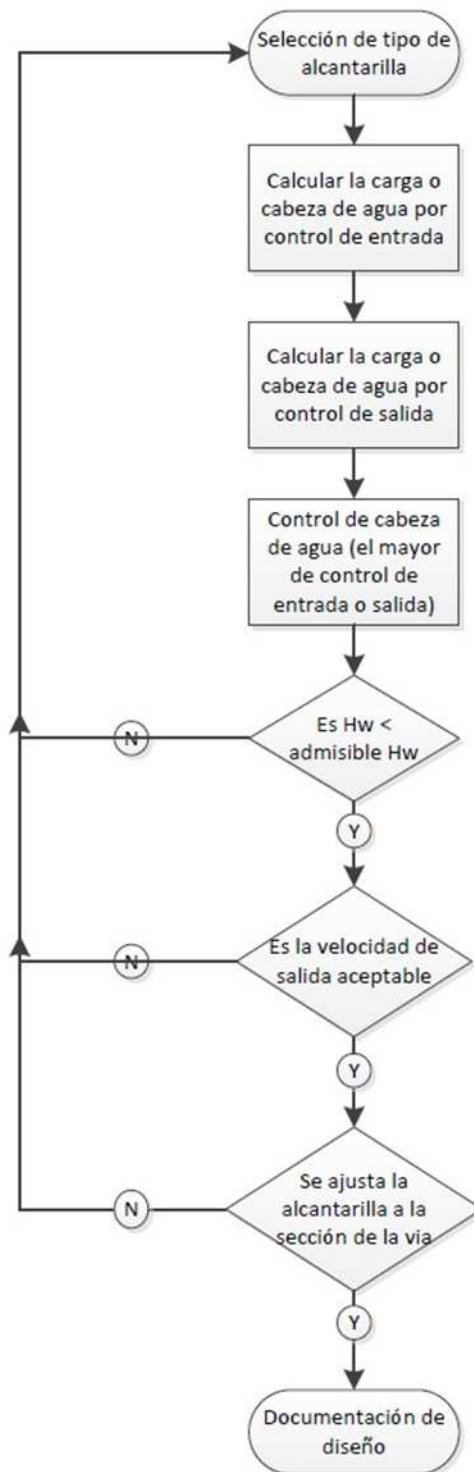 Selección de tipo de
alcantarilla
Calcular la carga o
cabeza de agua por
control de entrada
Calcular la carga o
cabeza de agua por
control de salida
Control de cabeza
de agua (el mayor
de control de
entrada o salida)
Es Hw <
admisible Hw
N
Y
Es la velocidad de
salida aceptable
N
Y
Se ajusta la
alcantarilla a la
sección de la via
N
Y
Documentación de
diseño